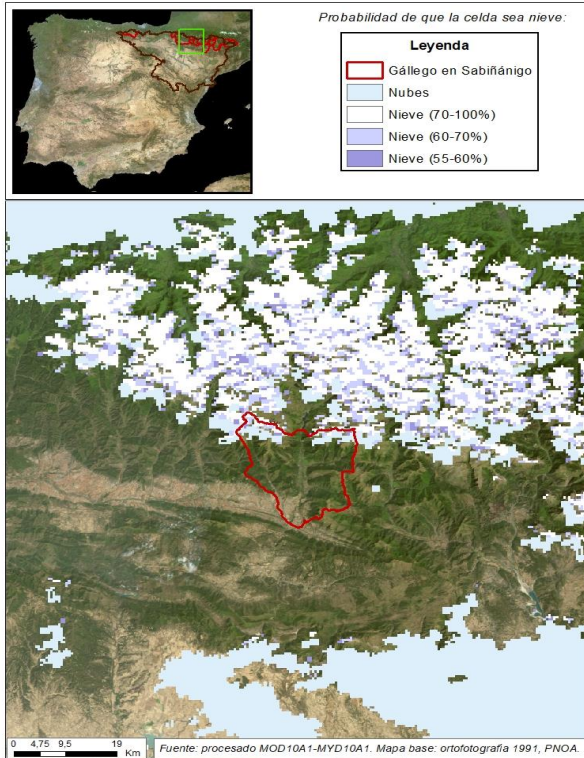 Probabilidad de que la celda sea nieve:
Leyenda
Gállego en Sabiñánigo
Nubes
Nieve (70-100%)
Nieve (60-70%)
Nieve (55-60%)
0 4,75 9,5 19
Km
Fuente: procesado MOD10A1-MYD10A1. Mapa base: ortofotografía 1991, PNOA.